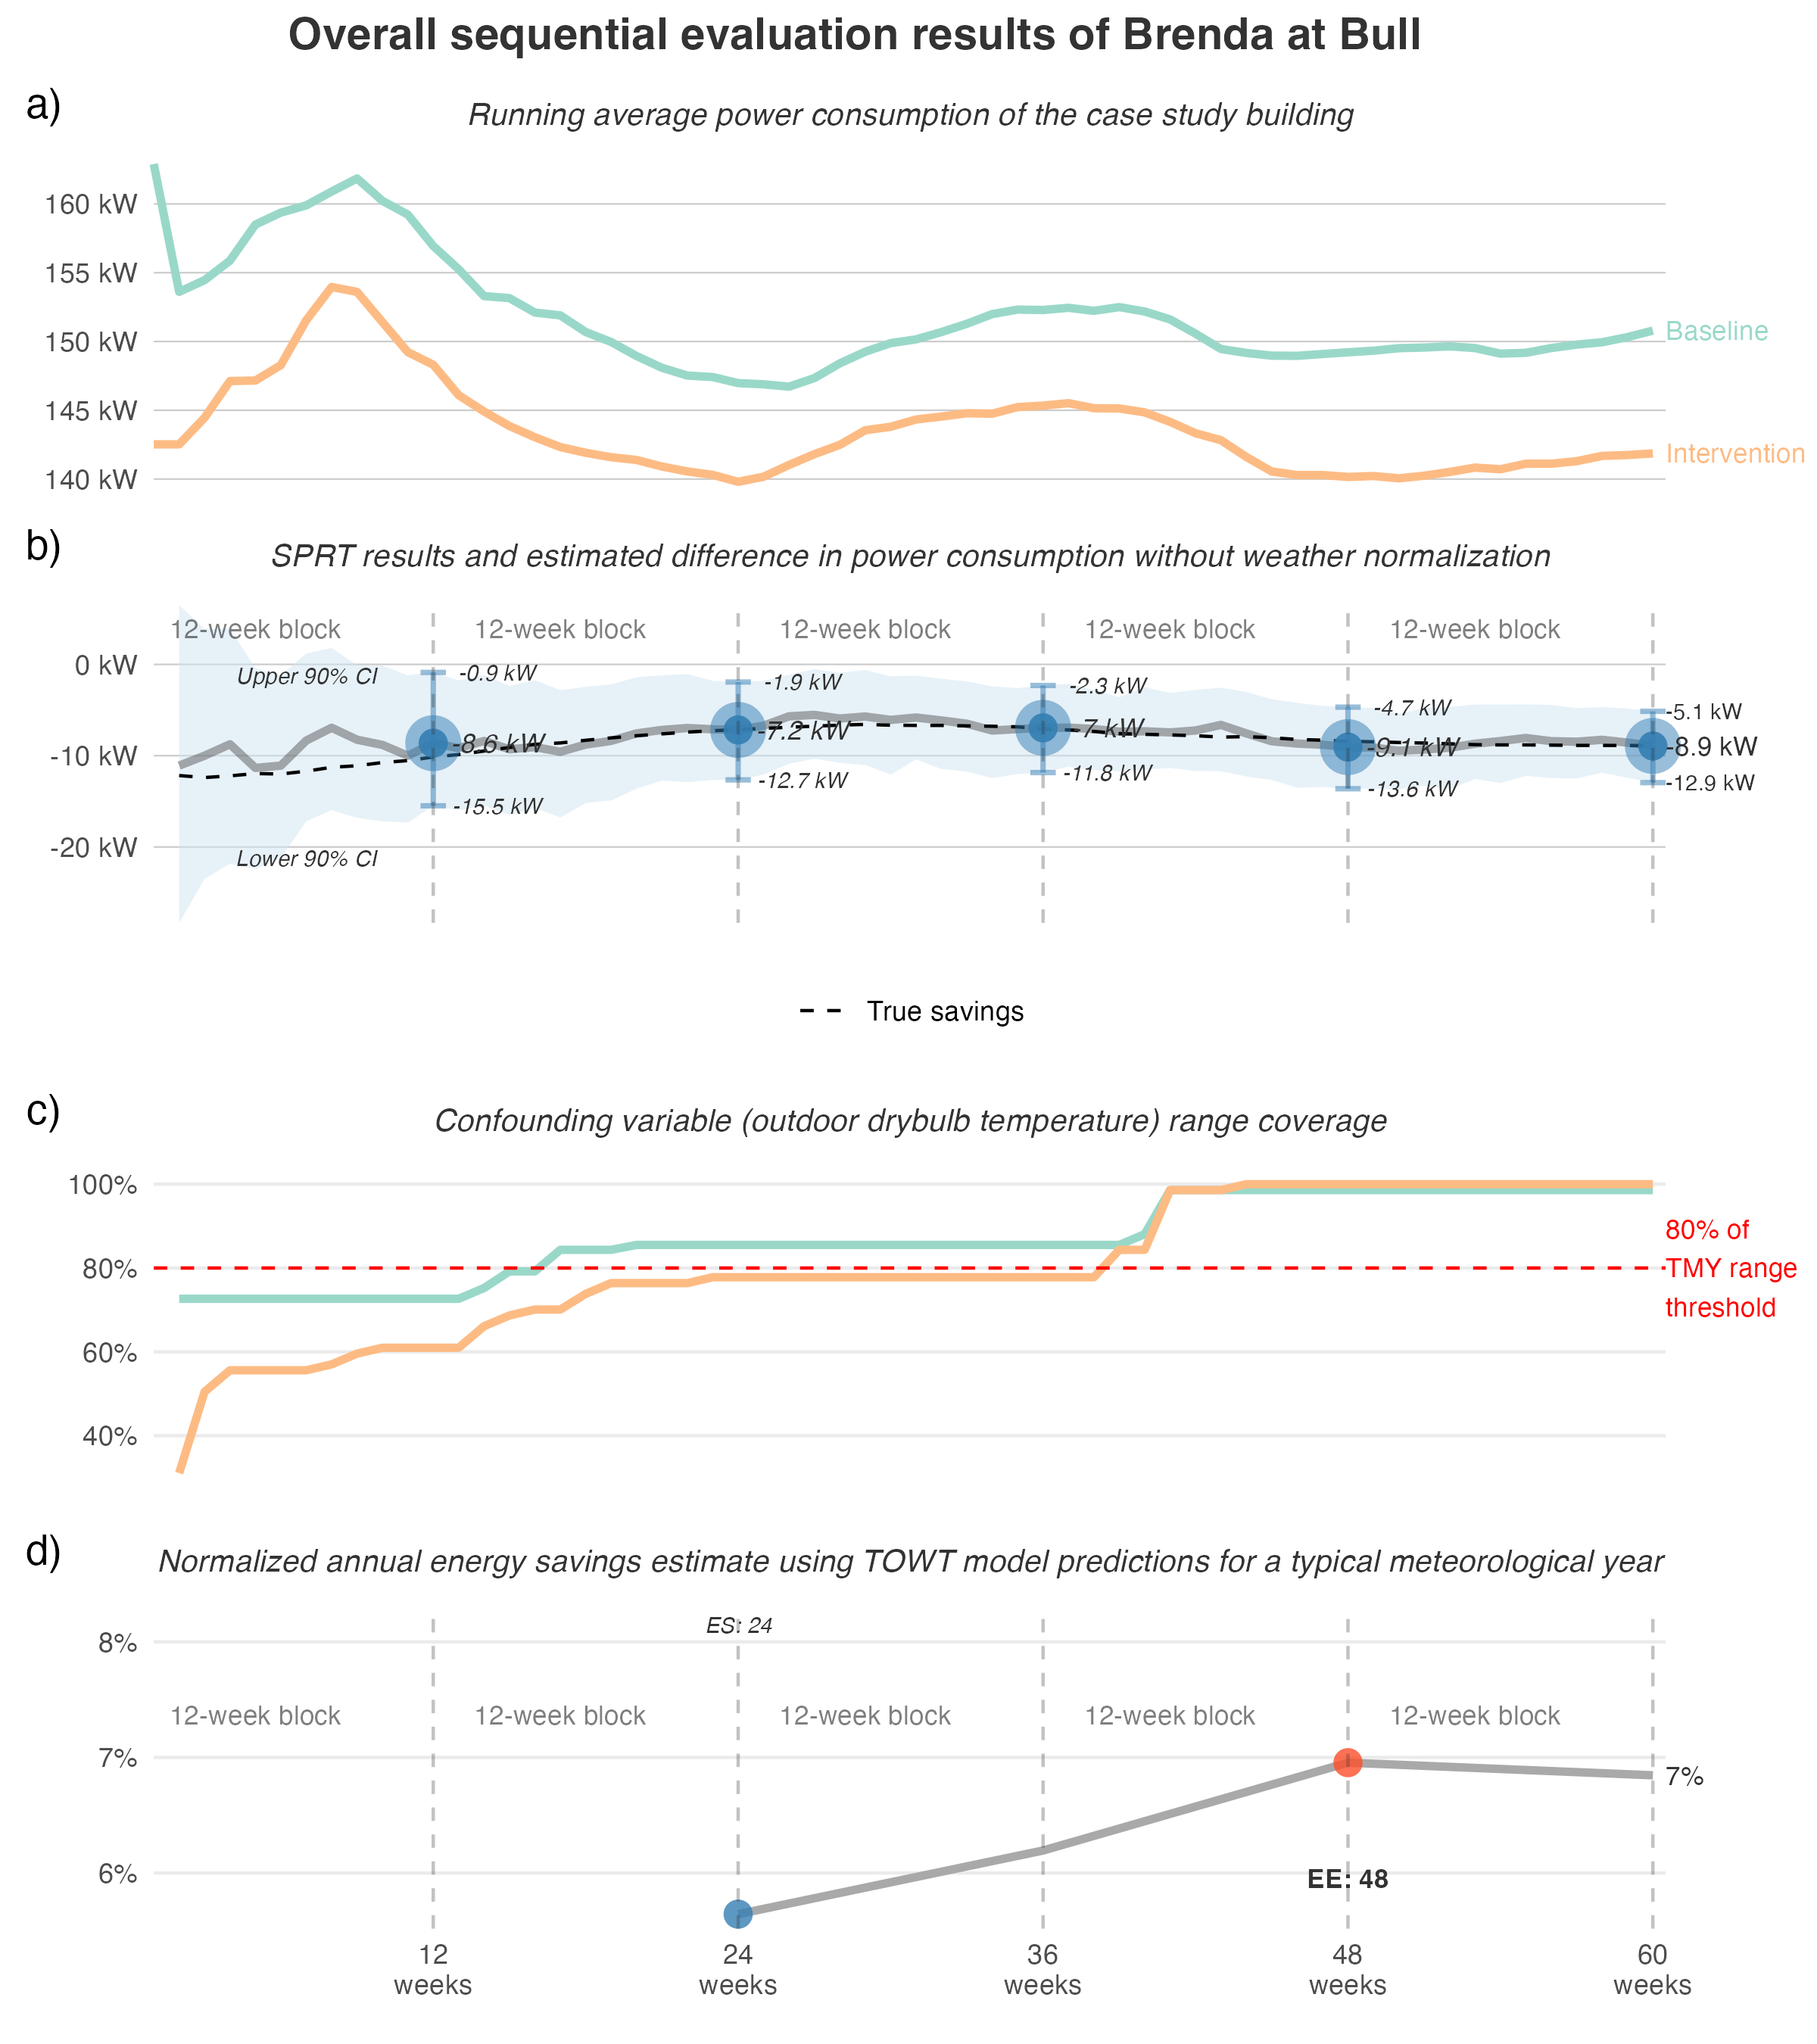 Overall sequential evaluation results of Brenda at Bull
a)
Running average power consumption of the case study building
160 kW
155 kW
150 kW
145 kW
140 kW
Baseline
Intervention
b)
SPRT results and estimated difference in power consumption without weather normalization
12-week block 12-week block 12-week block 12-week block 12-week block
0 kW
-10 kW
-20 kW
Upper 90% CI
Lower 90% CI
-0.9 kW
-8.6 kW
-15.5 kW
-1.9 kW
-7.2 kW
-12.7 kW
-2.3 kW
-7 kW
-11.8 kW
-4.7 kW
-9.1 kW
-13.6 kW
-5.1 kW
-8.9 kW
-12.9 kW
True savings
c)
Confounding variable (outdoor drybulb temperature) range coverage
100%
80%
60%
40%
80% of
TMY range
threshold
d)
Normalized annual energy savings estimate using TOWT model predictions for a typical meteorological year
ES: 24
8%
12-week block 12-week block 12-week block 12-week block 12-week block
7%
7%
6%
EE: 48
12 24 36 48 60
weeks weeks weeks weeks weeks